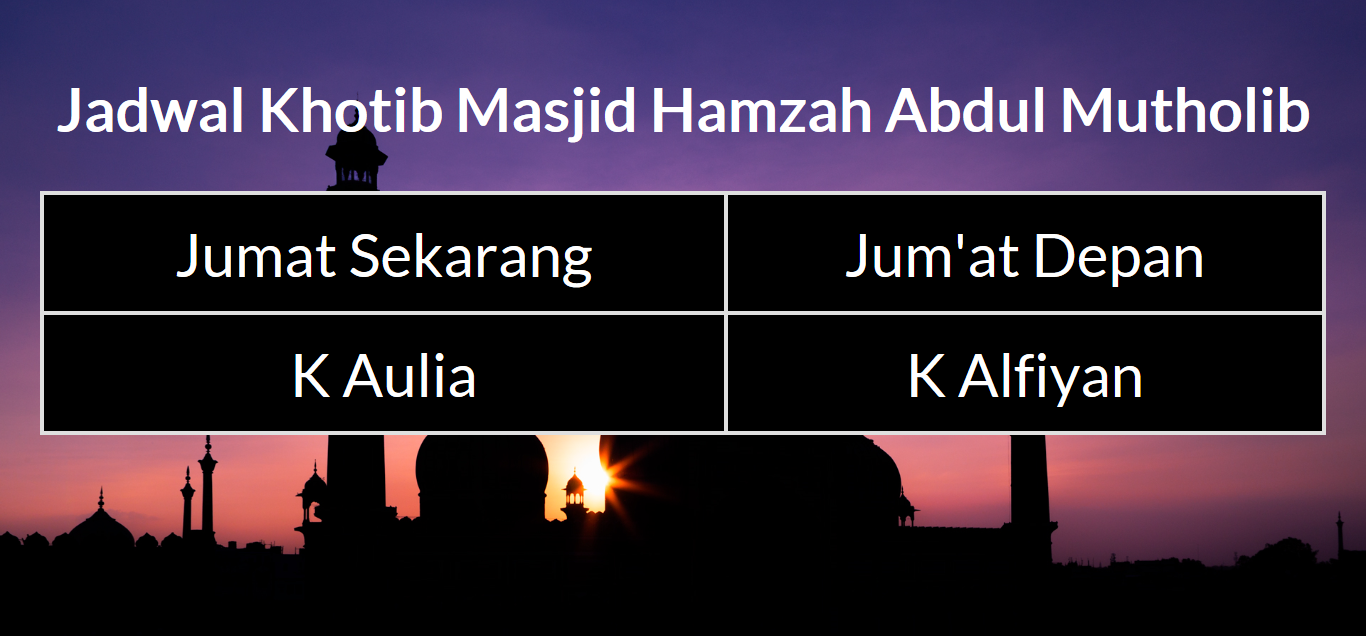 Jadwal Khotib Masjid Hamzah Abdul Mutholib
Jumat Sekarang
Jum'at Depan
K Aulia
K Alfiyan